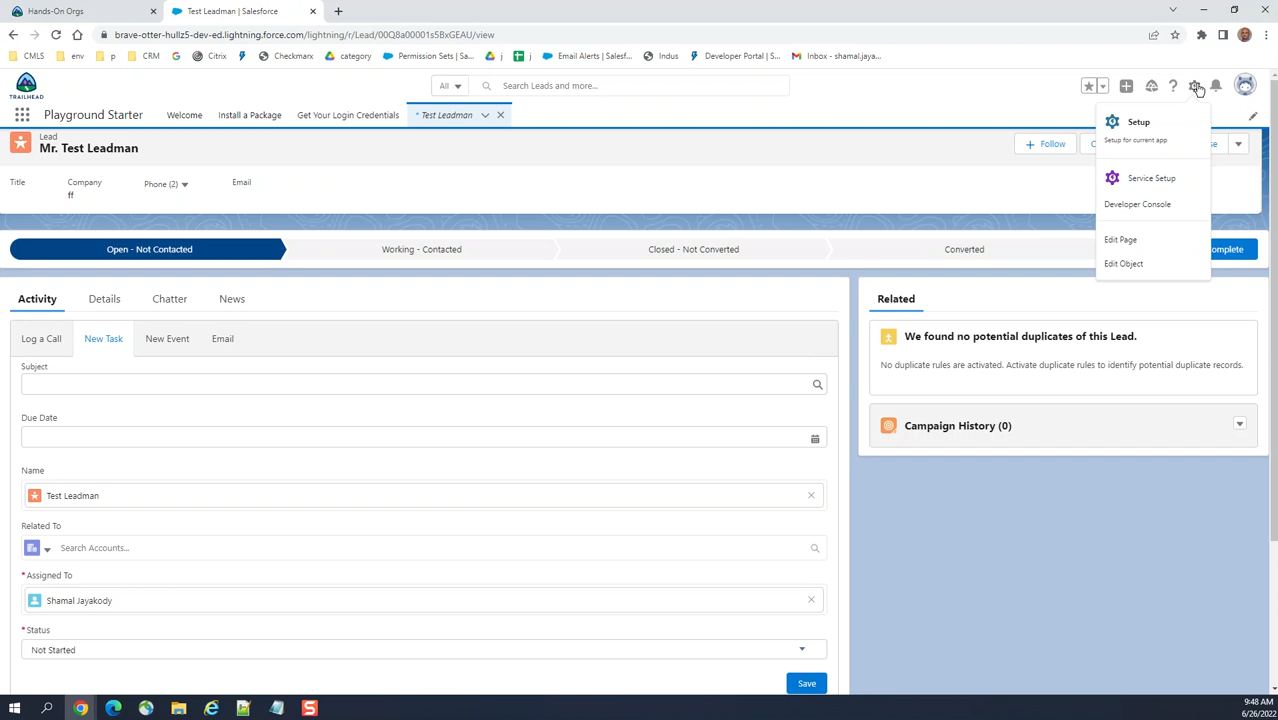 Hands-On Orgs
Test Leadman | Salesforce
brave-otter-hullz5-dev-ed.lightning.force.com/lightning/r/Lead/00Q8a00001s5BxGEAU/view
CMLS
env
p
CRM
GovX
Citrix
Checkmarx
category
Permission Sets | Sa...
Email Alerts | Salesf...
Indus
Developer Portal | S...
Inbox - shamal.jaya...
TRAILHEAD
All
Search Leads and more...
Playground Starter
Welcome
Install a Package
Get Your Login Credentials
* Test Leadman
Setup
Setup for current app
Service Setup
Developer Console
Edit Page
Edit Object
Lead
Mr. Test Leadman
Follow
Title
Company
Phone (2)
Email
ff
Open - Not Contacted
Working - Contacted
Closed - Not Converted
Converted
Activity
Details
Chatter
News
Log a Call
New Task
New Event
Email
Subject
Due Date
Name
Test Leadman
Related To
Search Accounts...
*Assigned To
Shamal Jayakody
*Status
Not Started
Save
Related
We found no potential duplicates of this Lead.
No duplicate rules are activated. Activate duplicate rules to identify potential duplicate records.
Campaign History (0)
9:48 AM
6/26/2022